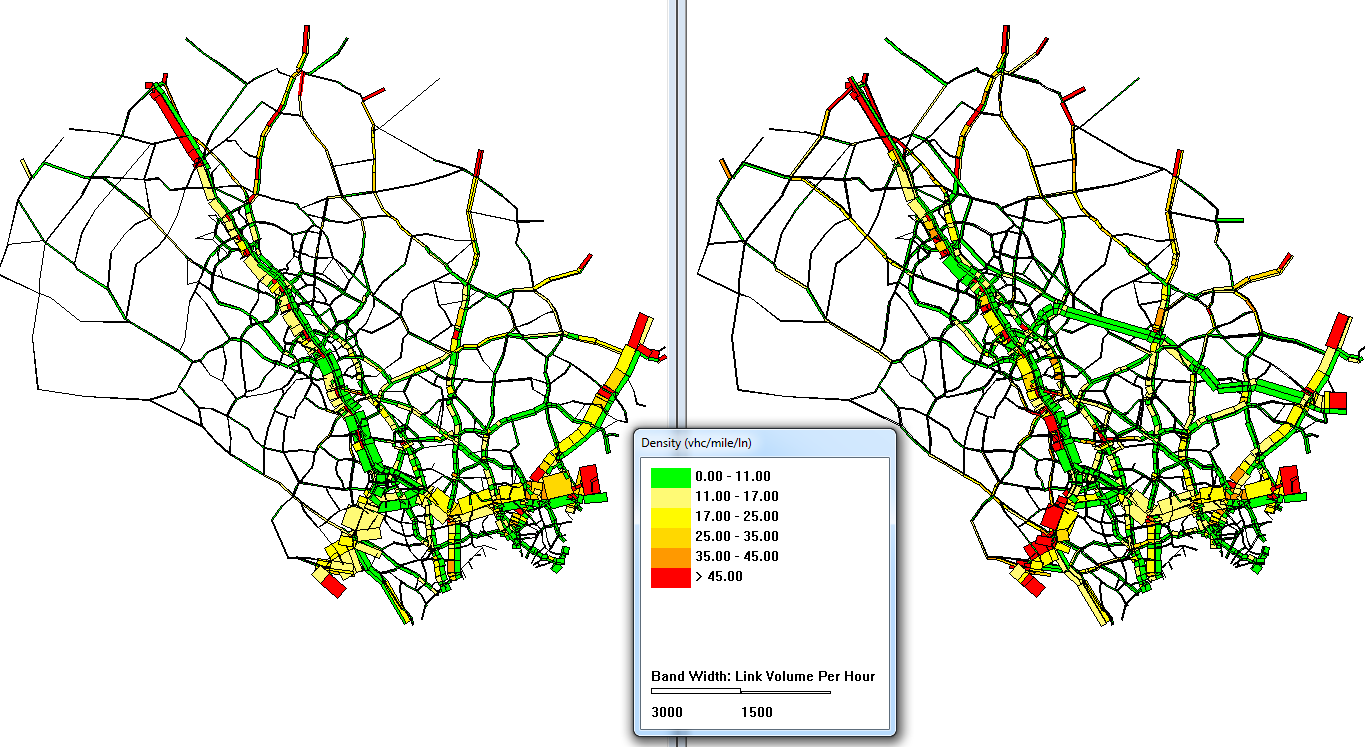 Density (vhc/mile/ln)
0.00 - 11.00
11.00 - 17.00
17.00 - 25.00
25.00 - 35.00
35.00 - 45.00
> 45.00
Band Width: Link Volume Per Hour
3000 1500